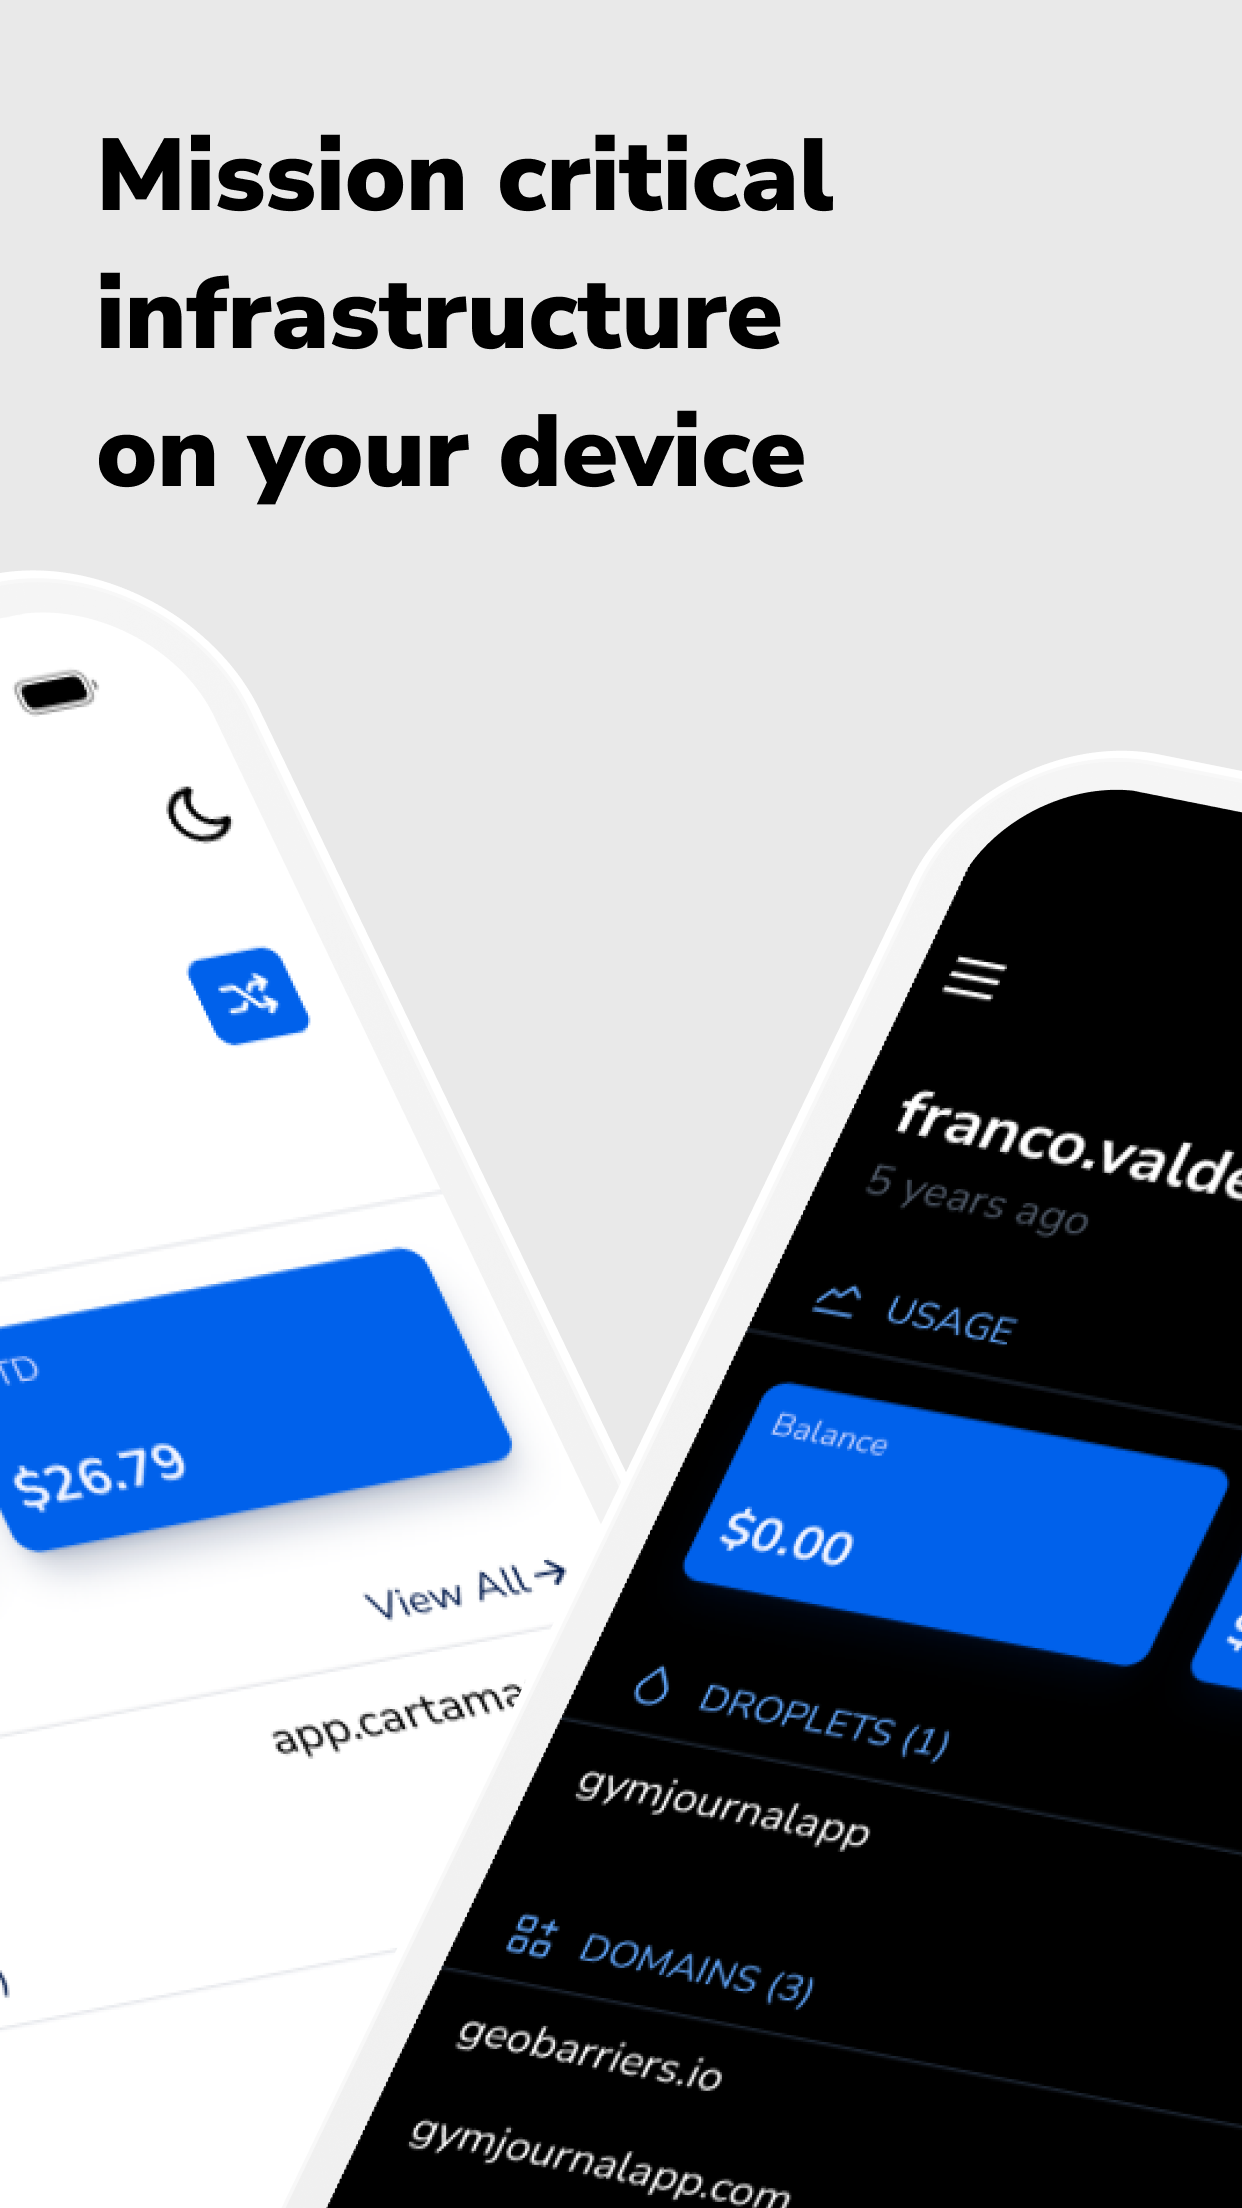 Mission critical
infrastructure
on your device
TD
$26.79
View All
app.cartama
franco.valde
5 years ago
USAGE
Balance
$0.00
$
DROPLETS (1)
gymjournalapp
DOMAINS (3)
geobarriers.io
gymjournalapp.com
)